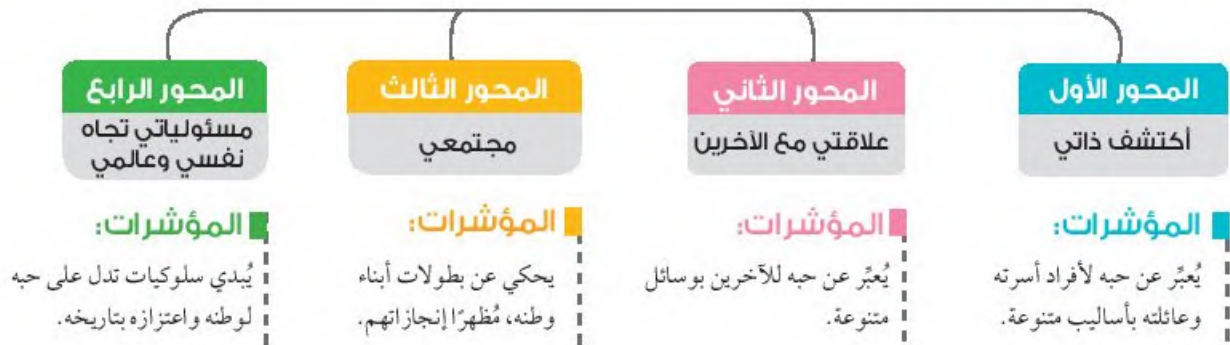 المحور الأول
أكتشف ذاتي
المؤشرات:
يُعبِّر عن حبه لأفراد أسرته
وعائلته بأساليب متنوعة.
المحور الثاني
علاقتي مع الآخرين
المؤشرات:
يُعبِّر عن حبه للآخرين بوسائل
متنوعة.
المحور الثالث
مجتمعي
المؤشرات:
يحكي عن بطولات أبناء
وطنه، مُظهرًا إنجازاتهم.
المحور الرابع
مسئولياتي تجاه
نفسي وعالمي
المؤشرات:
يُبدي سلوكيات تدل على حبه
لوطنه واعتزازه بتاريخه.